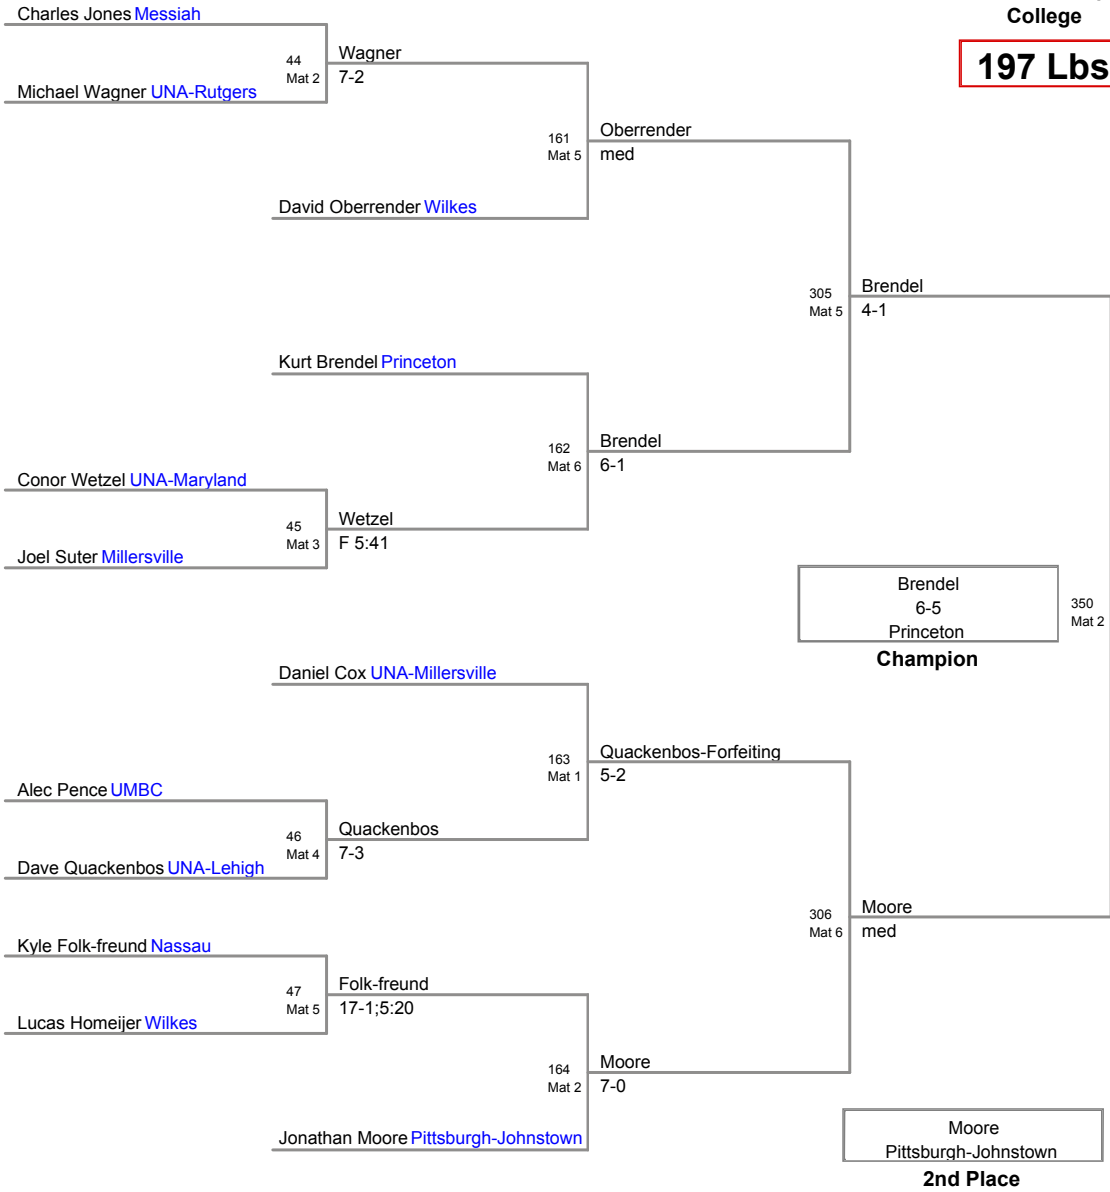 Charles Jones Messiah
College
44
Mat 2
Wagner
7-2
197 Lbs
Michael Wagner UNA-Rutgers
161
Mat 5
Oberrender
med
David Oberrender Wilkes
305
Mat 5
Brendel
4-1
Kurt Brendel Princeton
162
Mat 6
Brendel
6-1
Conor Wetzel UNA-Maryland
45
Mat 3
Wetzel
F 5:41
Joel Suter Millersville
Brendel
6-5
Princeton
350
Mat 2
Champion
Daniel Cox UNA-Millersville
163
Mat 1
Quackenbos-Forfeiting
5-2
Alec Pence UMBC
46
Mat 4
Quackenbos
7-3
Dave Quackenbos UNA-Lehigh
306
Mat 6
Moore
med
Kyle Folk-freund Nassau
47
Mat 5
Folk-freund
17-1;5:20
Lucas Homeijer Wilkes
164
Mat 2
Moore
7-0
Jonathan Moore Pittsburgh-Johnstown
Moore
Pittsburgh-Johnstown
2nd Place